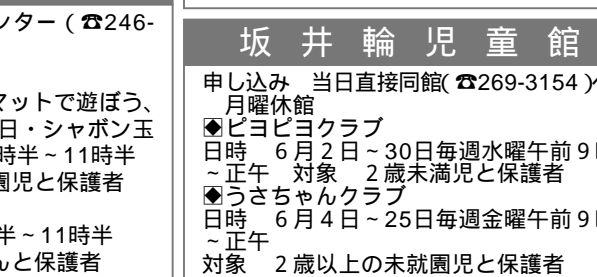 ンター(☎246-
マットで遊ぼう、
日・シャボン玉
時半～11時半
園児と保護者
半～11時半
んと保護者
坂井輪児童館
申し込み　当日直接同館(☎269-3154)へ
月曜休館
◆ピヨピヨクラブ
日時　6月2日～30日毎週水曜午前9
～正午　対象　2歳未満児と保護者
◆うさちゃんクラブ
日時　6月4日～25日毎週金曜午前9
～正午
対象　2歳以上の未就園児と保護者